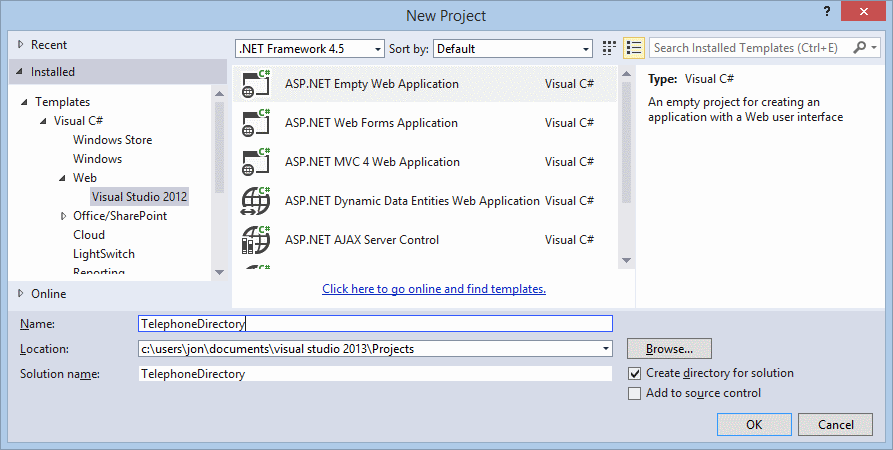 New Project
?
Recent
.NET Framework 4.5
Sort by:
Default
Search Installed Templates (Ctrl+E)
Installed
Templates
Visual C#
Windows Store
Windows
Web
Visual Studio 2012
Office/SharePoint
Cloud
LightSwitch
Reporting
Online
C#
ASP.NET Empty Web Application
Visual C#
C#
ASP.NET Web Forms Application
Visual C#
C#
ASP.NET MVC 4 Web Application
Visual C#
C#
ASP.NET Dynamic Data Entities Web Application
Visual C#
C#
ASP.NET AJAX Server Control
Visual C#
Click here to go online and find templates.
Type: Visual C#
An empty project for creating an
application with a Web user interface
Name:
TelephoneDirectory
Location:
c:\users\jon\documents\visual studio 2013\Projects
Browse...
Solution name:
TelephoneDirectory
Create directory for solution
Add to source control
OK
Cancel